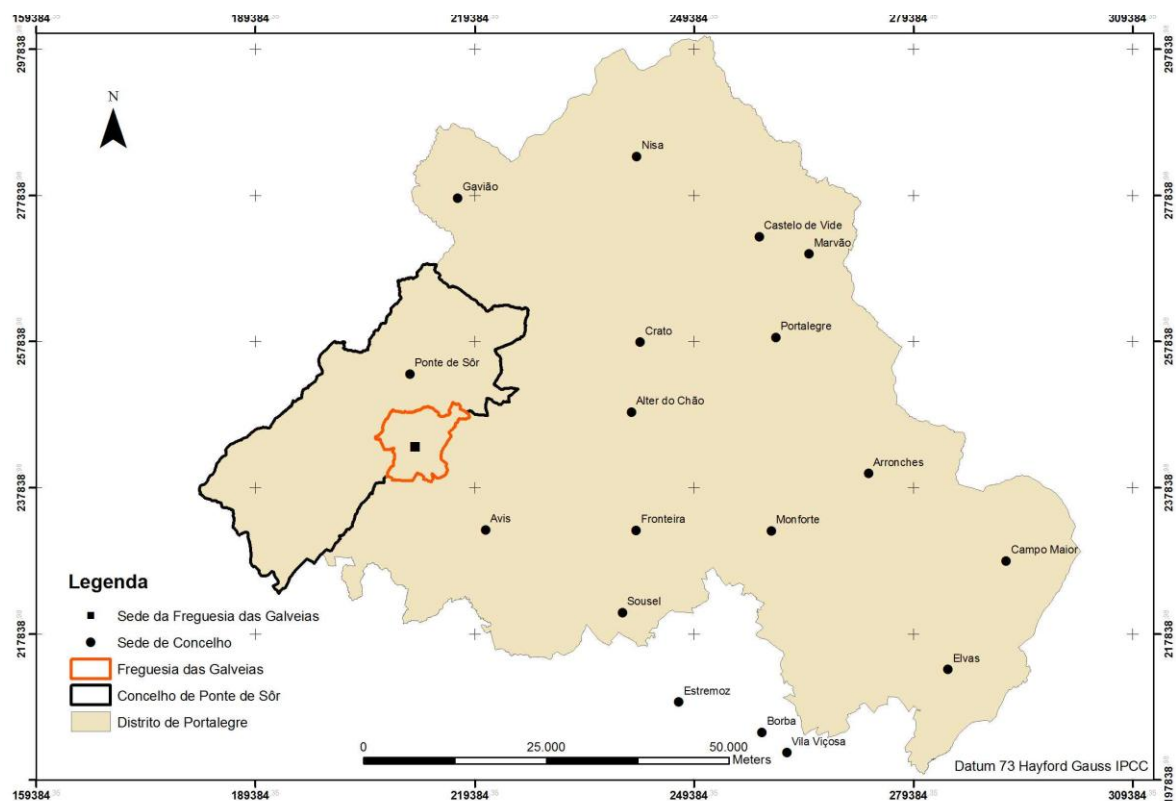 159384 189384 219384 249384 279384 309384
297838 297838
N
Nisa
277838 277838
Gavião
Castelo de Vide
Marvão
257838 257838
Crato
Portalegre
Ponte de Sôr
Alter do Chão
Arronches
237838 237838
Avis
Fronteira
Monforte
Campo Maior
Legenda
Sede da Freguesia das Galveias
Sede de Concelho
Freguesia das Galveias
Concelho de Ponte de Sôr
Distrito de Portalegre
Sousel
217838 217838
Elvas
Estremoz
Borba
Vila Viçosa
0 25.000 50.000
Meters
Datum 73 Hayford Gauss IPCC
197838 197838
159384 189384 219384 249384 279384 309384